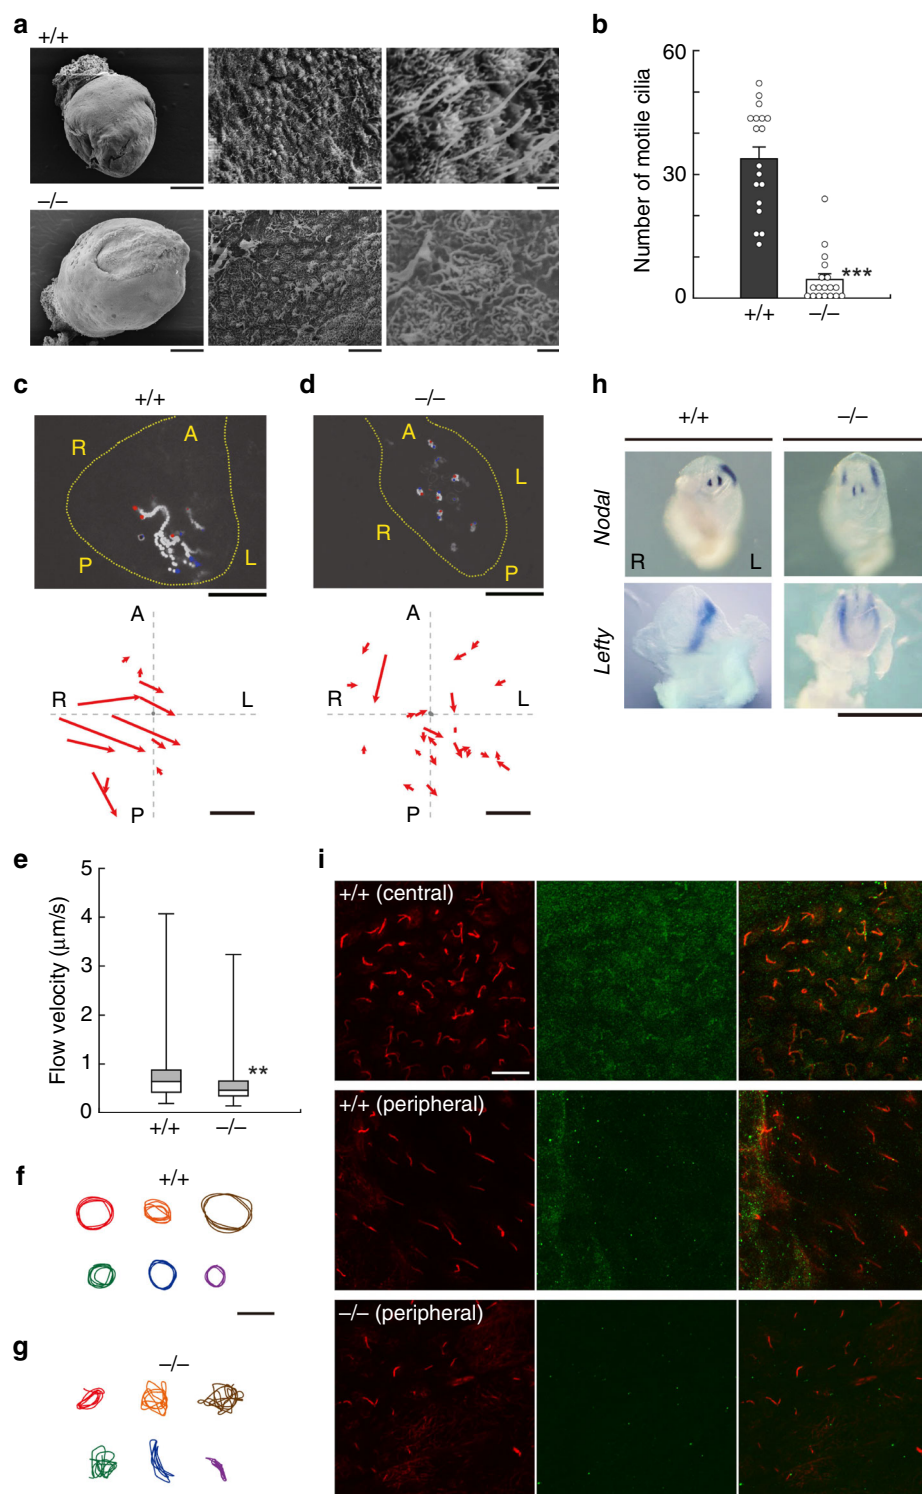 a
+/+
−/−
b
Number of motile cilia
60
30
0
***
+/+
−/−
c
+/+
A
R
P
L
A
R
L
P
d
−/−
A
L
R
P
A
R
L
P
e
Flow velocity (μm/s)
5
4
3
2
1
0
**
+/+
−/−
f
+/+
g
−/−
h
+/+
−/−
Nodal
R
L
Lefty
i
+/+ (central)
+/+ (peripheral)
−/− (peripheral)